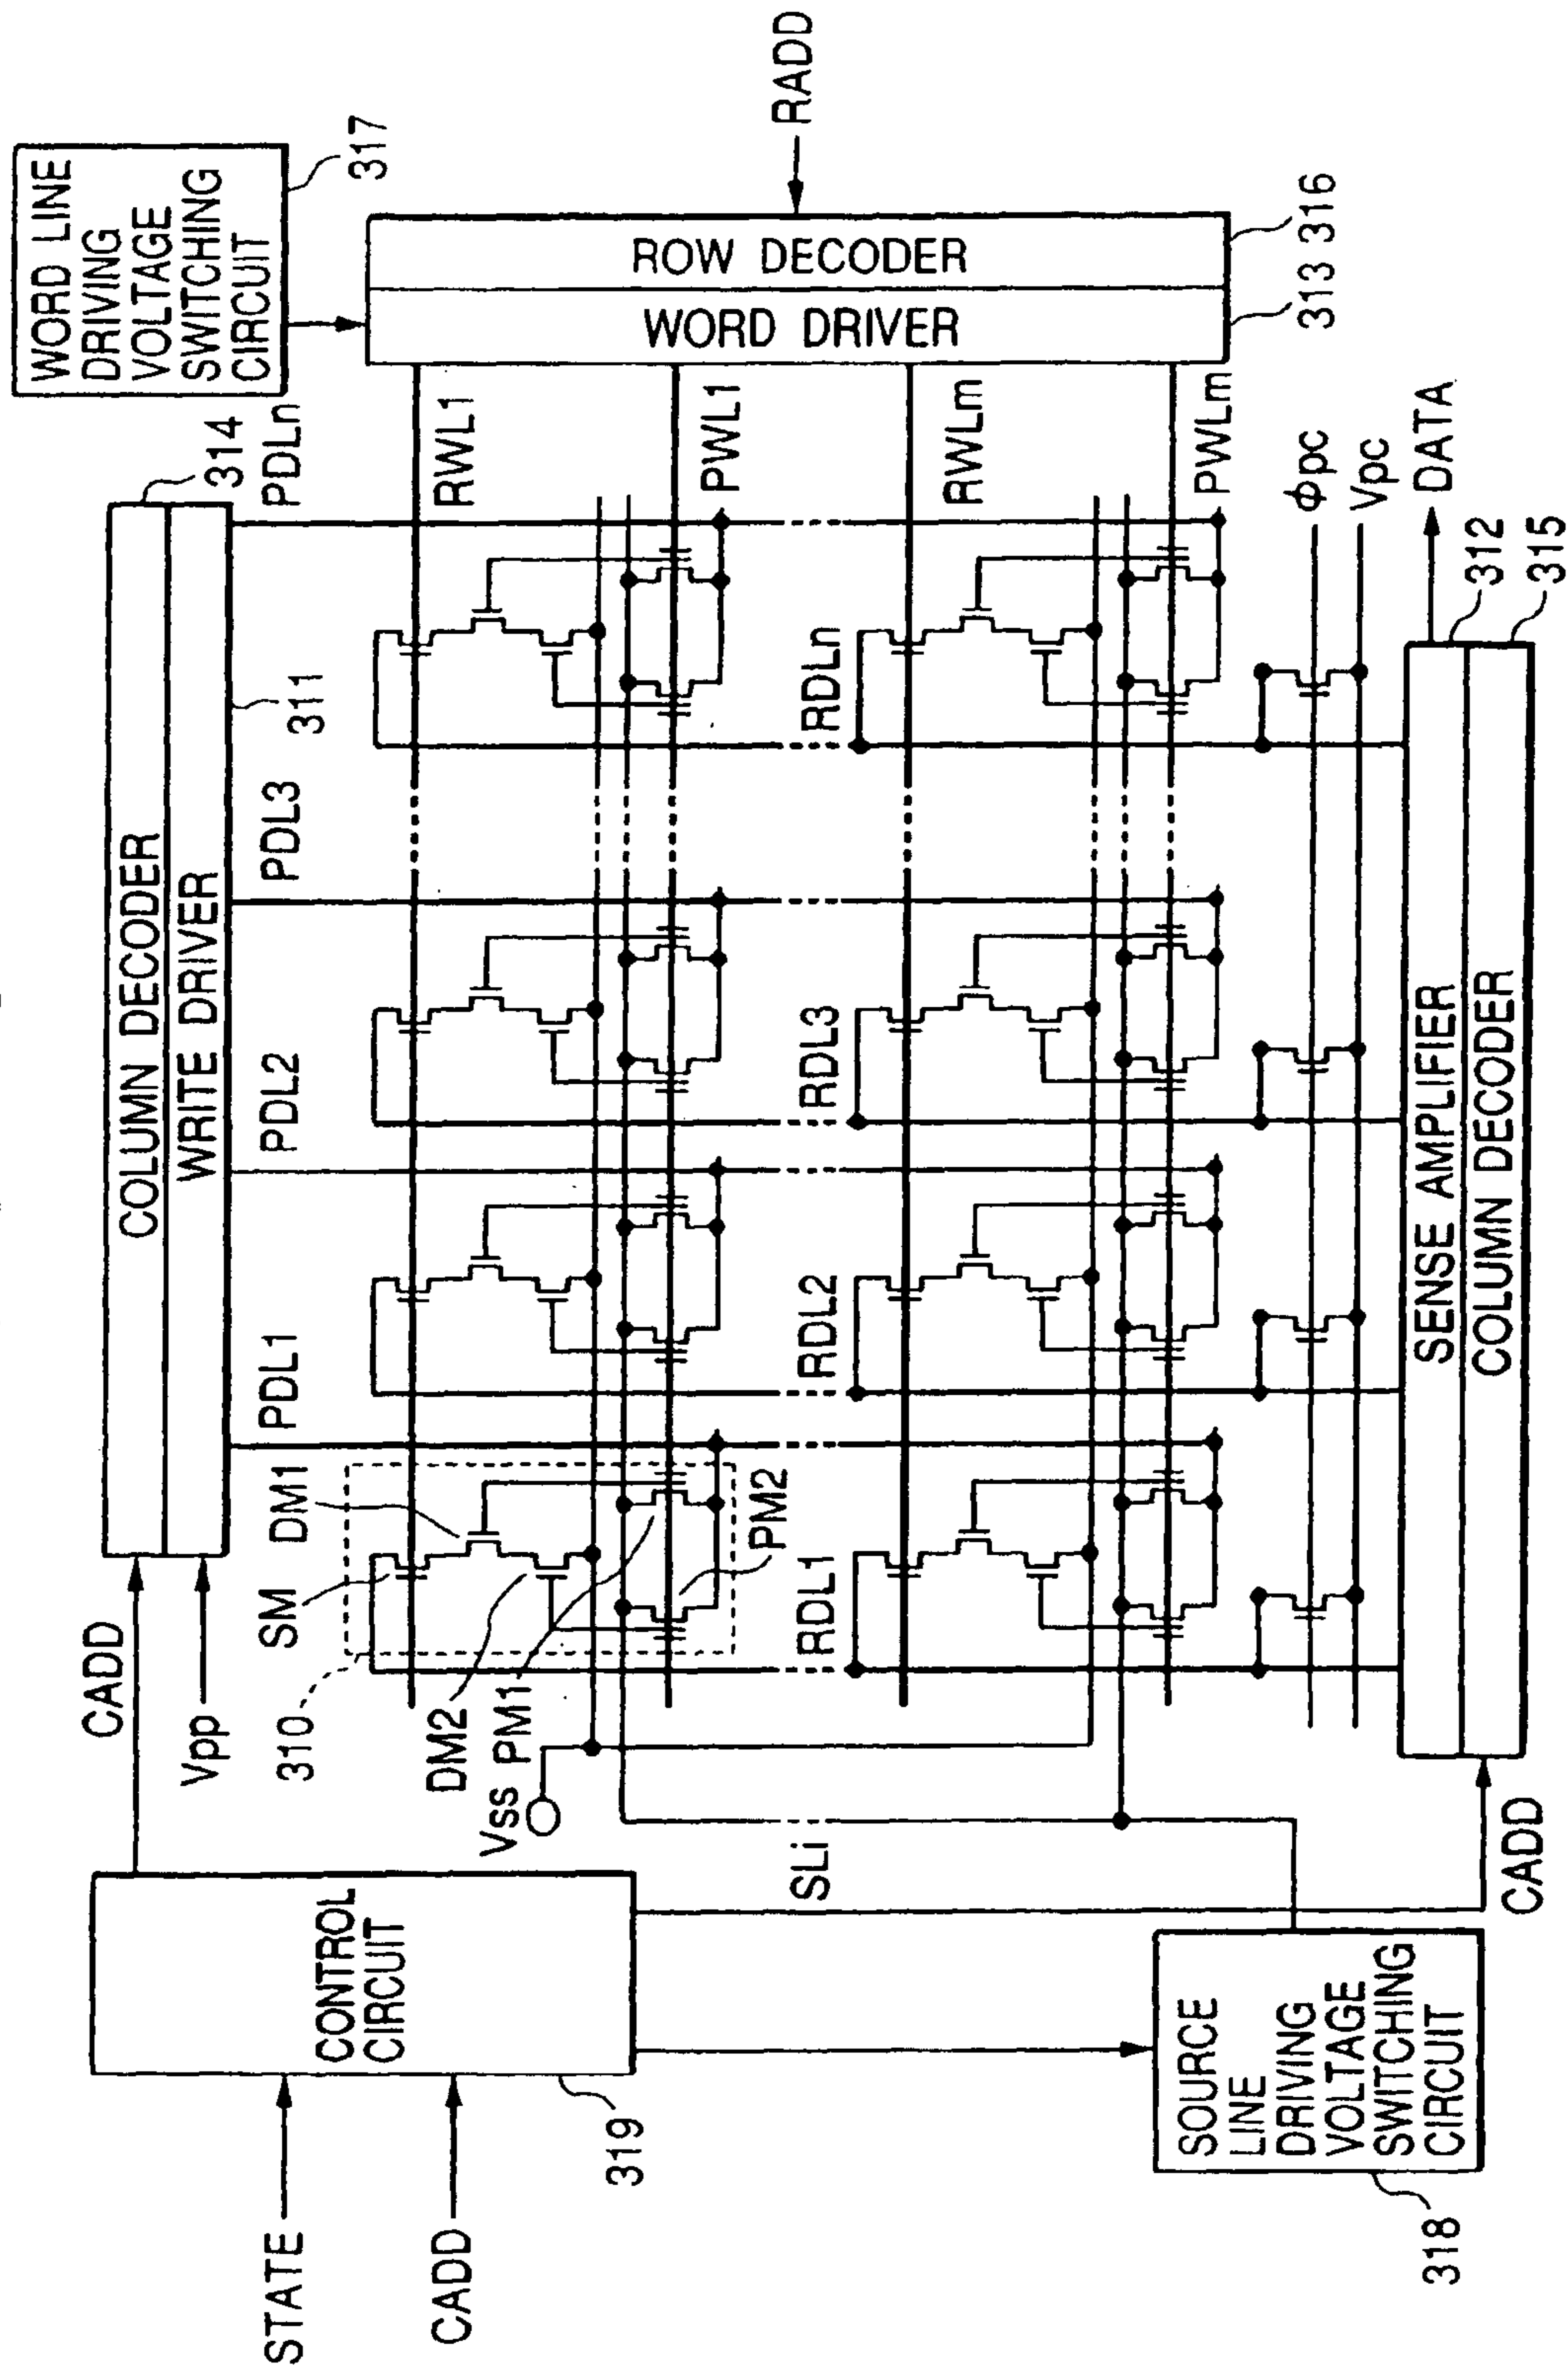 WORD LINE
DRIVING
VOLTAGE
SWITCHING
CIRCUIT
317
COLUMN DECODER
WRITE DRIVER
314
311
CADD
Vpp
CONTROL
CIRCUIT
STATE
CADD
319
PDL1
PDL2
PDL3
PDLn
SM
DM1
310
DM2
PM1
PM2
Vss
SLi
RWL1
PWL1
RWLm
PWLm
ROW DECODER
WORD DRIVER
RADD
313
316
RDL1
RDL2
RDL3
RDLn
ϕpc
Vpc
DATA
312
315
SENSE AMPLIFIER
COLUMN DECODER
CADD
SOURCE
LINE
DRIVING
VOLTAGE
SWITCHING
CIRCUIT
318